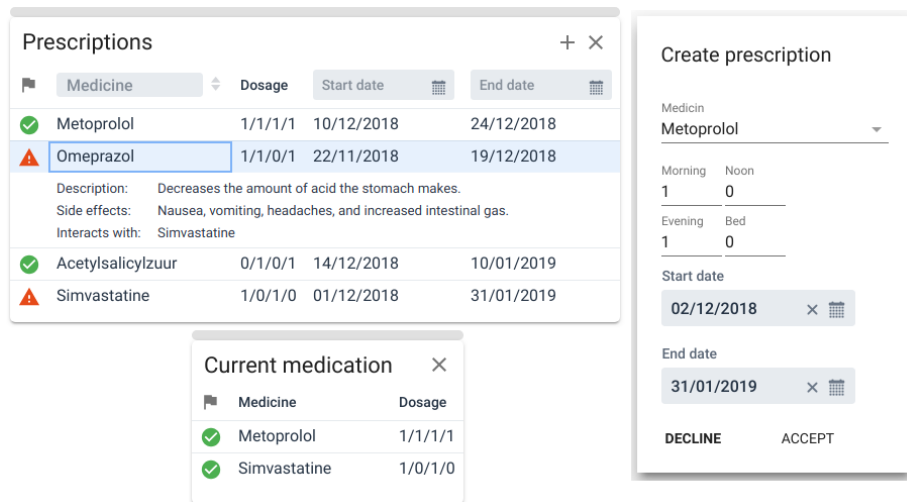 Prescriptions
Medicine Dosage Start date End date
Metoprolol 1/1/1/1 10/12/2018 24/12/2018
Omeprazol 1/1/0/1 22/11/2018 19/12/2018
Description: Decreases the amount of acid the stomach makes.
Side effects: Nausea, vomiting, headaches, and increased intestinal gas.
Interacts with: Simvastatine
Acetylsalicylzuur 0/1/0/1 14/12/2018 10/01/2019
Simvastatine 1/0/1/0 01/12/2018 31/01/2019
Current medication
Medicine Dosage
Metoprolol 1/1/1/1
Simvastatine 1/0/1/0
Create prescription
Medicin
Metoprolol
Morning Noon
1 0
Evening Bed
1 0
Start date
02/12/2018
End date
31/01/2019
DECLINE ACCEPT